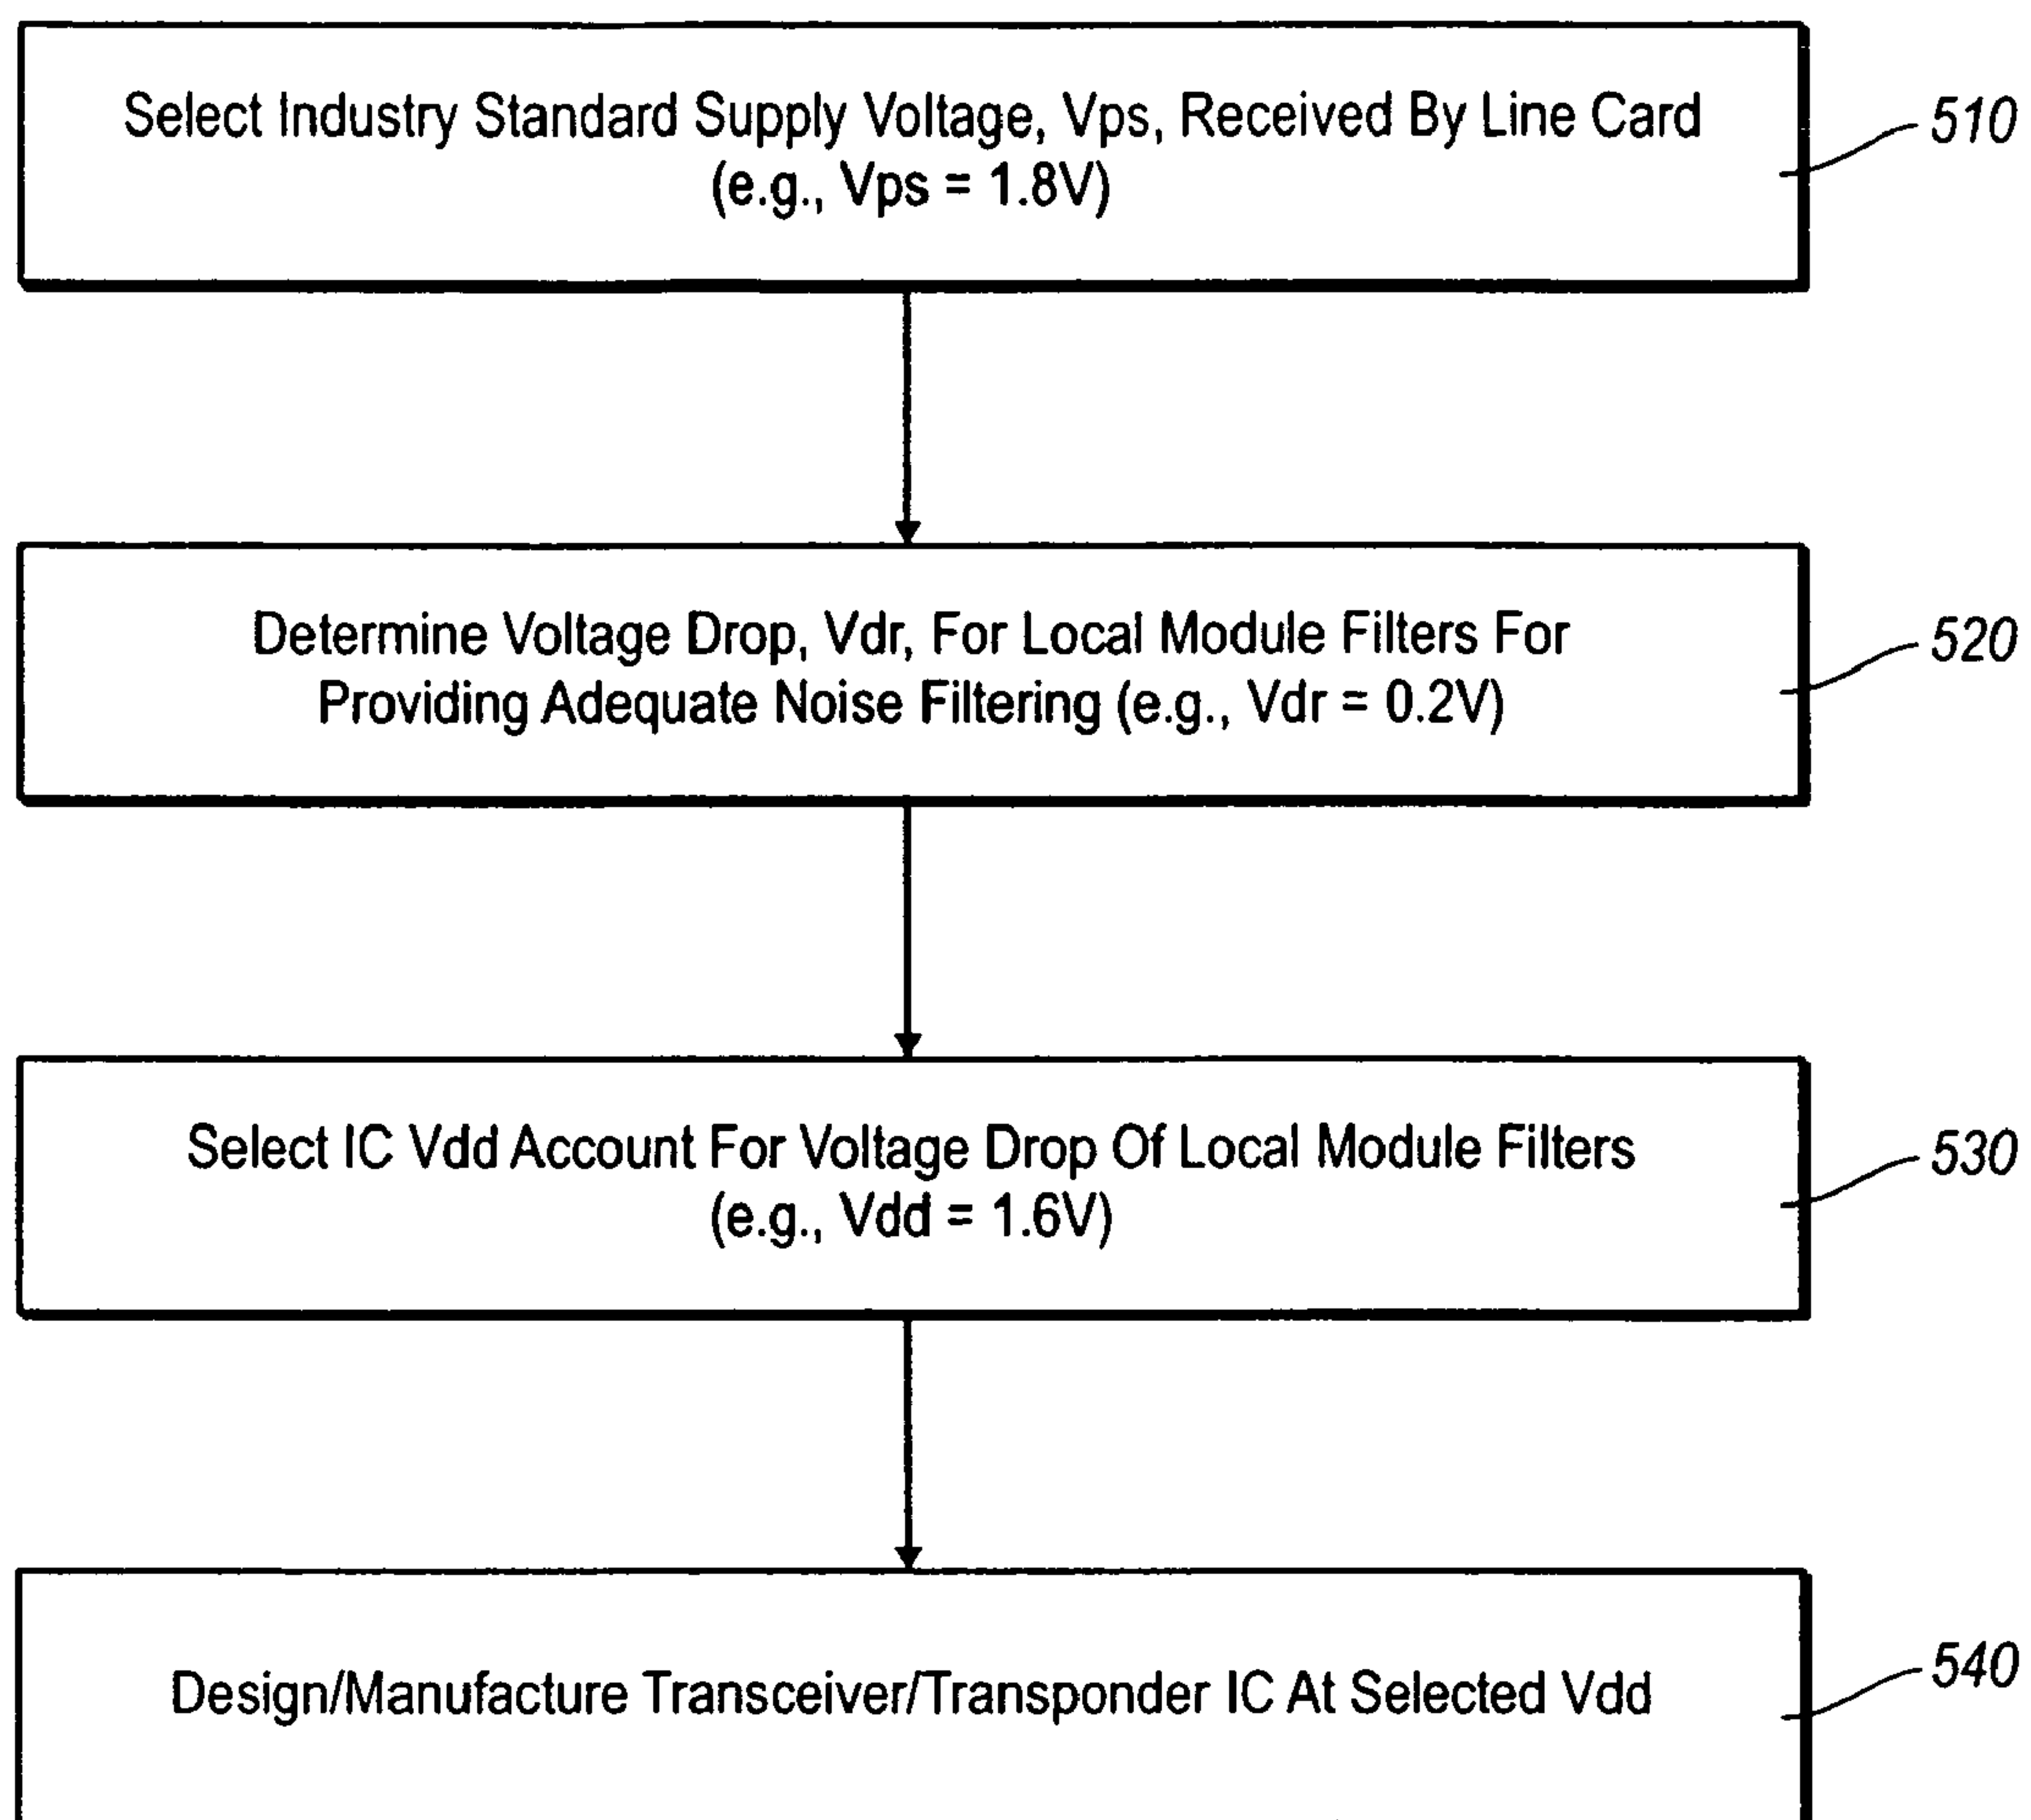 Select Industry Standard Supply Voltage, Vps, Received By Line Card
(e.g., Vps = 1.8V)
510
Determine Voltage Drop, Vdr, For Local Module Filters For
Providing Adequate Noise Filtering (e.g., Vdr = 0.2V)
520
Select IC Vdd Account For Voltage Drop Of Local Module Filters
(e.g., Vdd = 1.6V)
530
Design/Manufacture Transceiver/Transponder IC At Selected Vdd
540